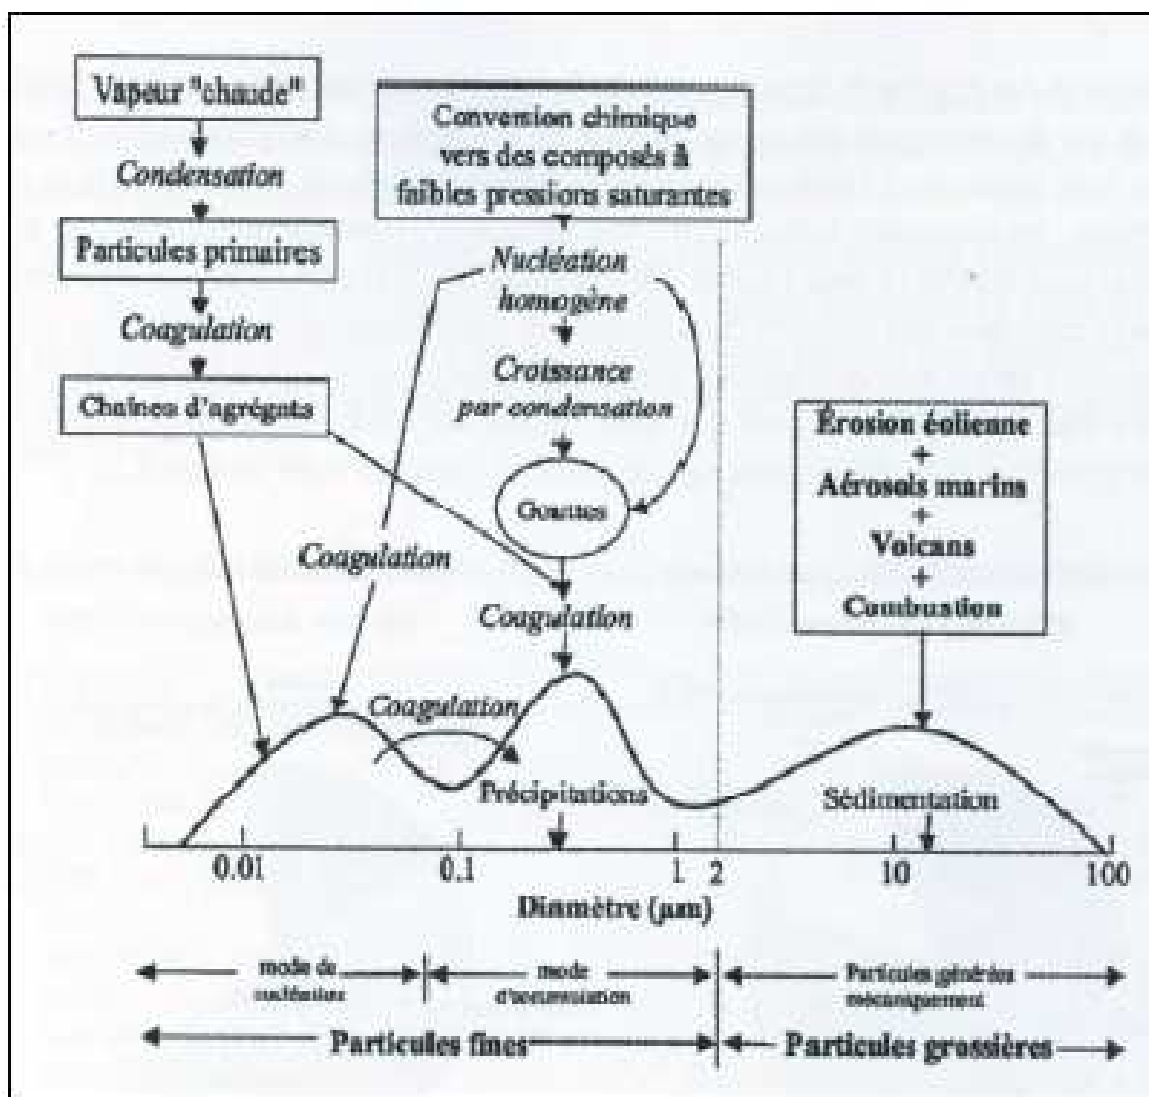 Vapeur "chaude"
Condensation
Particules primaires
Coagulation
Chaînes d'agrégats
Convention chimique
vers des composés à
faibles pressions saturantes
Nucléation
homogène
Croissance
par condensation
Gouttes
Coagulation
Coagulation
Coagulation
Érosion éolienne
+
Aérosols marins
+
Volcans
+
Combustion
Précipitations
Sédimentation
0.01
0.1
1
2
10
100
Diamètre (µm)
mode de
nucléation
mode
d'accumulation
Particules générées
mécaniquement
Particules fines
Particules grossières